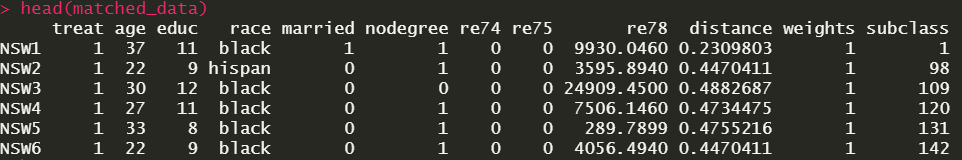 > head(matched_data)
treat age educ race married nodegree re74 re75 re78 distance weights subclass
NSW1 1 37 11 black 1 1 0 0 9930.0460 0.2309803 1 1
NSW2 1 22 9 hispan 0 1 0 0 3595.8940 0.4470411 1 98
NSW3 1 30 12 black 0 0 0 0 24909.4500 0.4882687 1 109
NSW4 1 27 11 black 0 1 0 0 7506.1460 0.4734475 1 120
NSW5 1 33 8 black 0 1 0 0 289.7899 0.4755216 1 131
NSW6 1 22 9 black 0 1 0 0 4056.4940 0.4470411 1 142